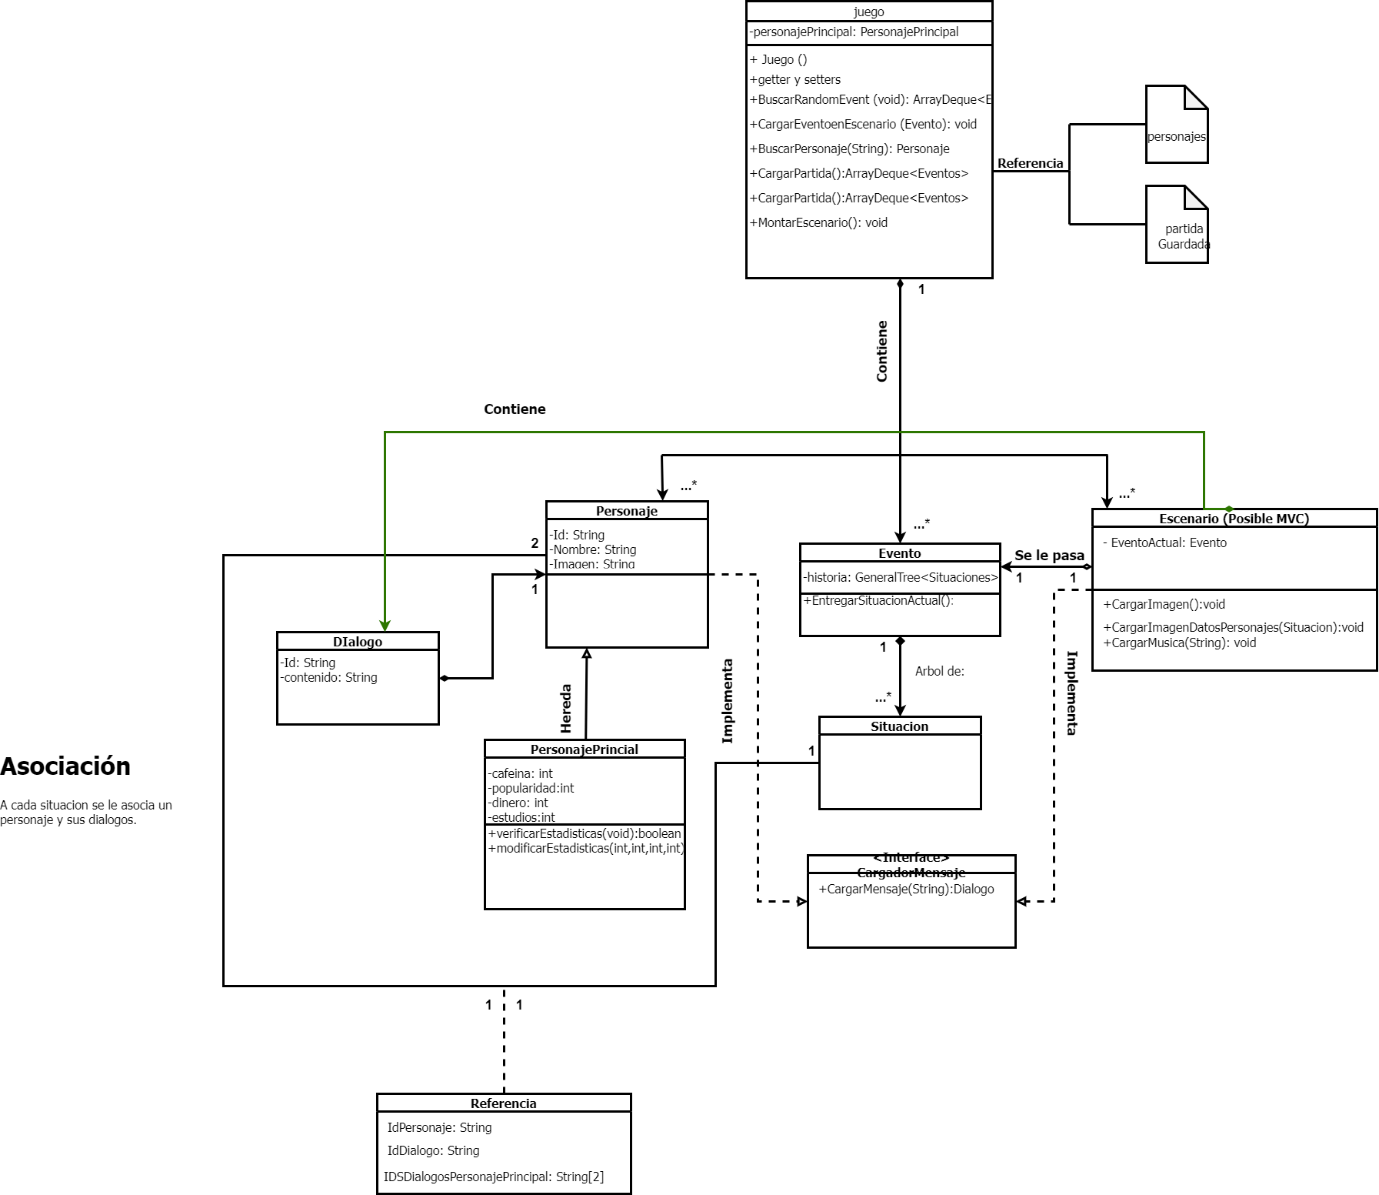 juego
-personajePrincipal: PersonajePrincipal
+ Juego ()
+getter y setters
+BuscarRandomEvent (void): ArrayDeque<E
+CargarEventoenEscenario (Evento): void
+BuscarPersonaje(String): Personaje
+CargarPartida():ArrayDeque<Eventos>
+CargarPartida():ArrayDeque<Eventos>
+MontarEscenario(): void
Referencia
personajes
partida
Guardada
1
Contiene
Contiene
...*
...*
...*
Personaje
-Id: String
-Nombre: String
-Imagen: String
2
1
Evento
-historia: GeneralTree<Situaciones>
+EntregarSituacionActual():
Se le pasa
1
1
Escenario (Posible MVC)
- EventoActual: Evento
+CargarImagen():void
+CargarImagenDatosPersonajes(Situacion):void
+CargarMusica(String): void
DIalogo
-Id: String
-contenido: String
1
Arbol de:
...*
Hereda
Implementa
Implementa
Situacion
1
PersonajePrincial
-cafeina: int
-popularidad:int
-dinero: int
-estudios:int
+verificarEstadisticas(void):boolean
+modificarEstadisticas(int,int,int,int)
Asociación
A cada situacion se le asocia un
personaje y sus dialogos.
<Interface>
CargadorMensaje
+CargarMensaje(String):Dialogo
1
1
Referencia
IdPersonaje: String
IdDialogo: String
IDSDialogosPersonajePrincipal: String[2]